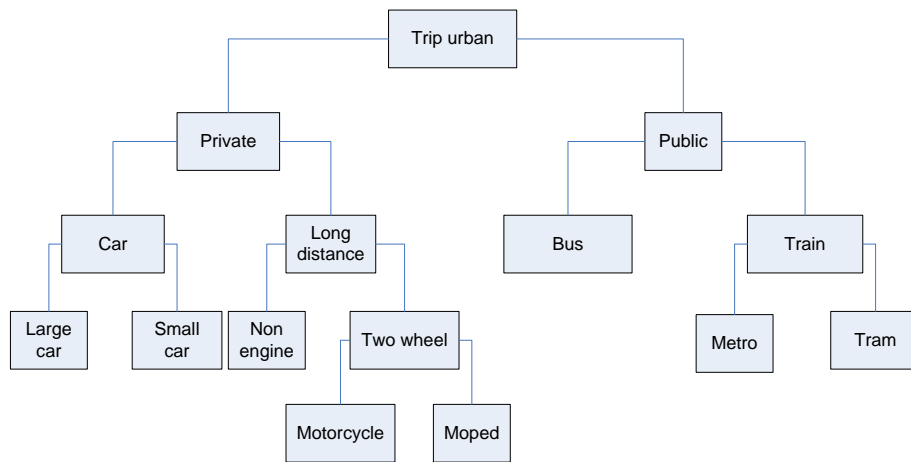 Trip urban
Private
Public
Car
Long
distance
Bus
Train
Large
car
Small
car
Non
engine
Two wheel
Metro
Tram
Motorcycle
Moped